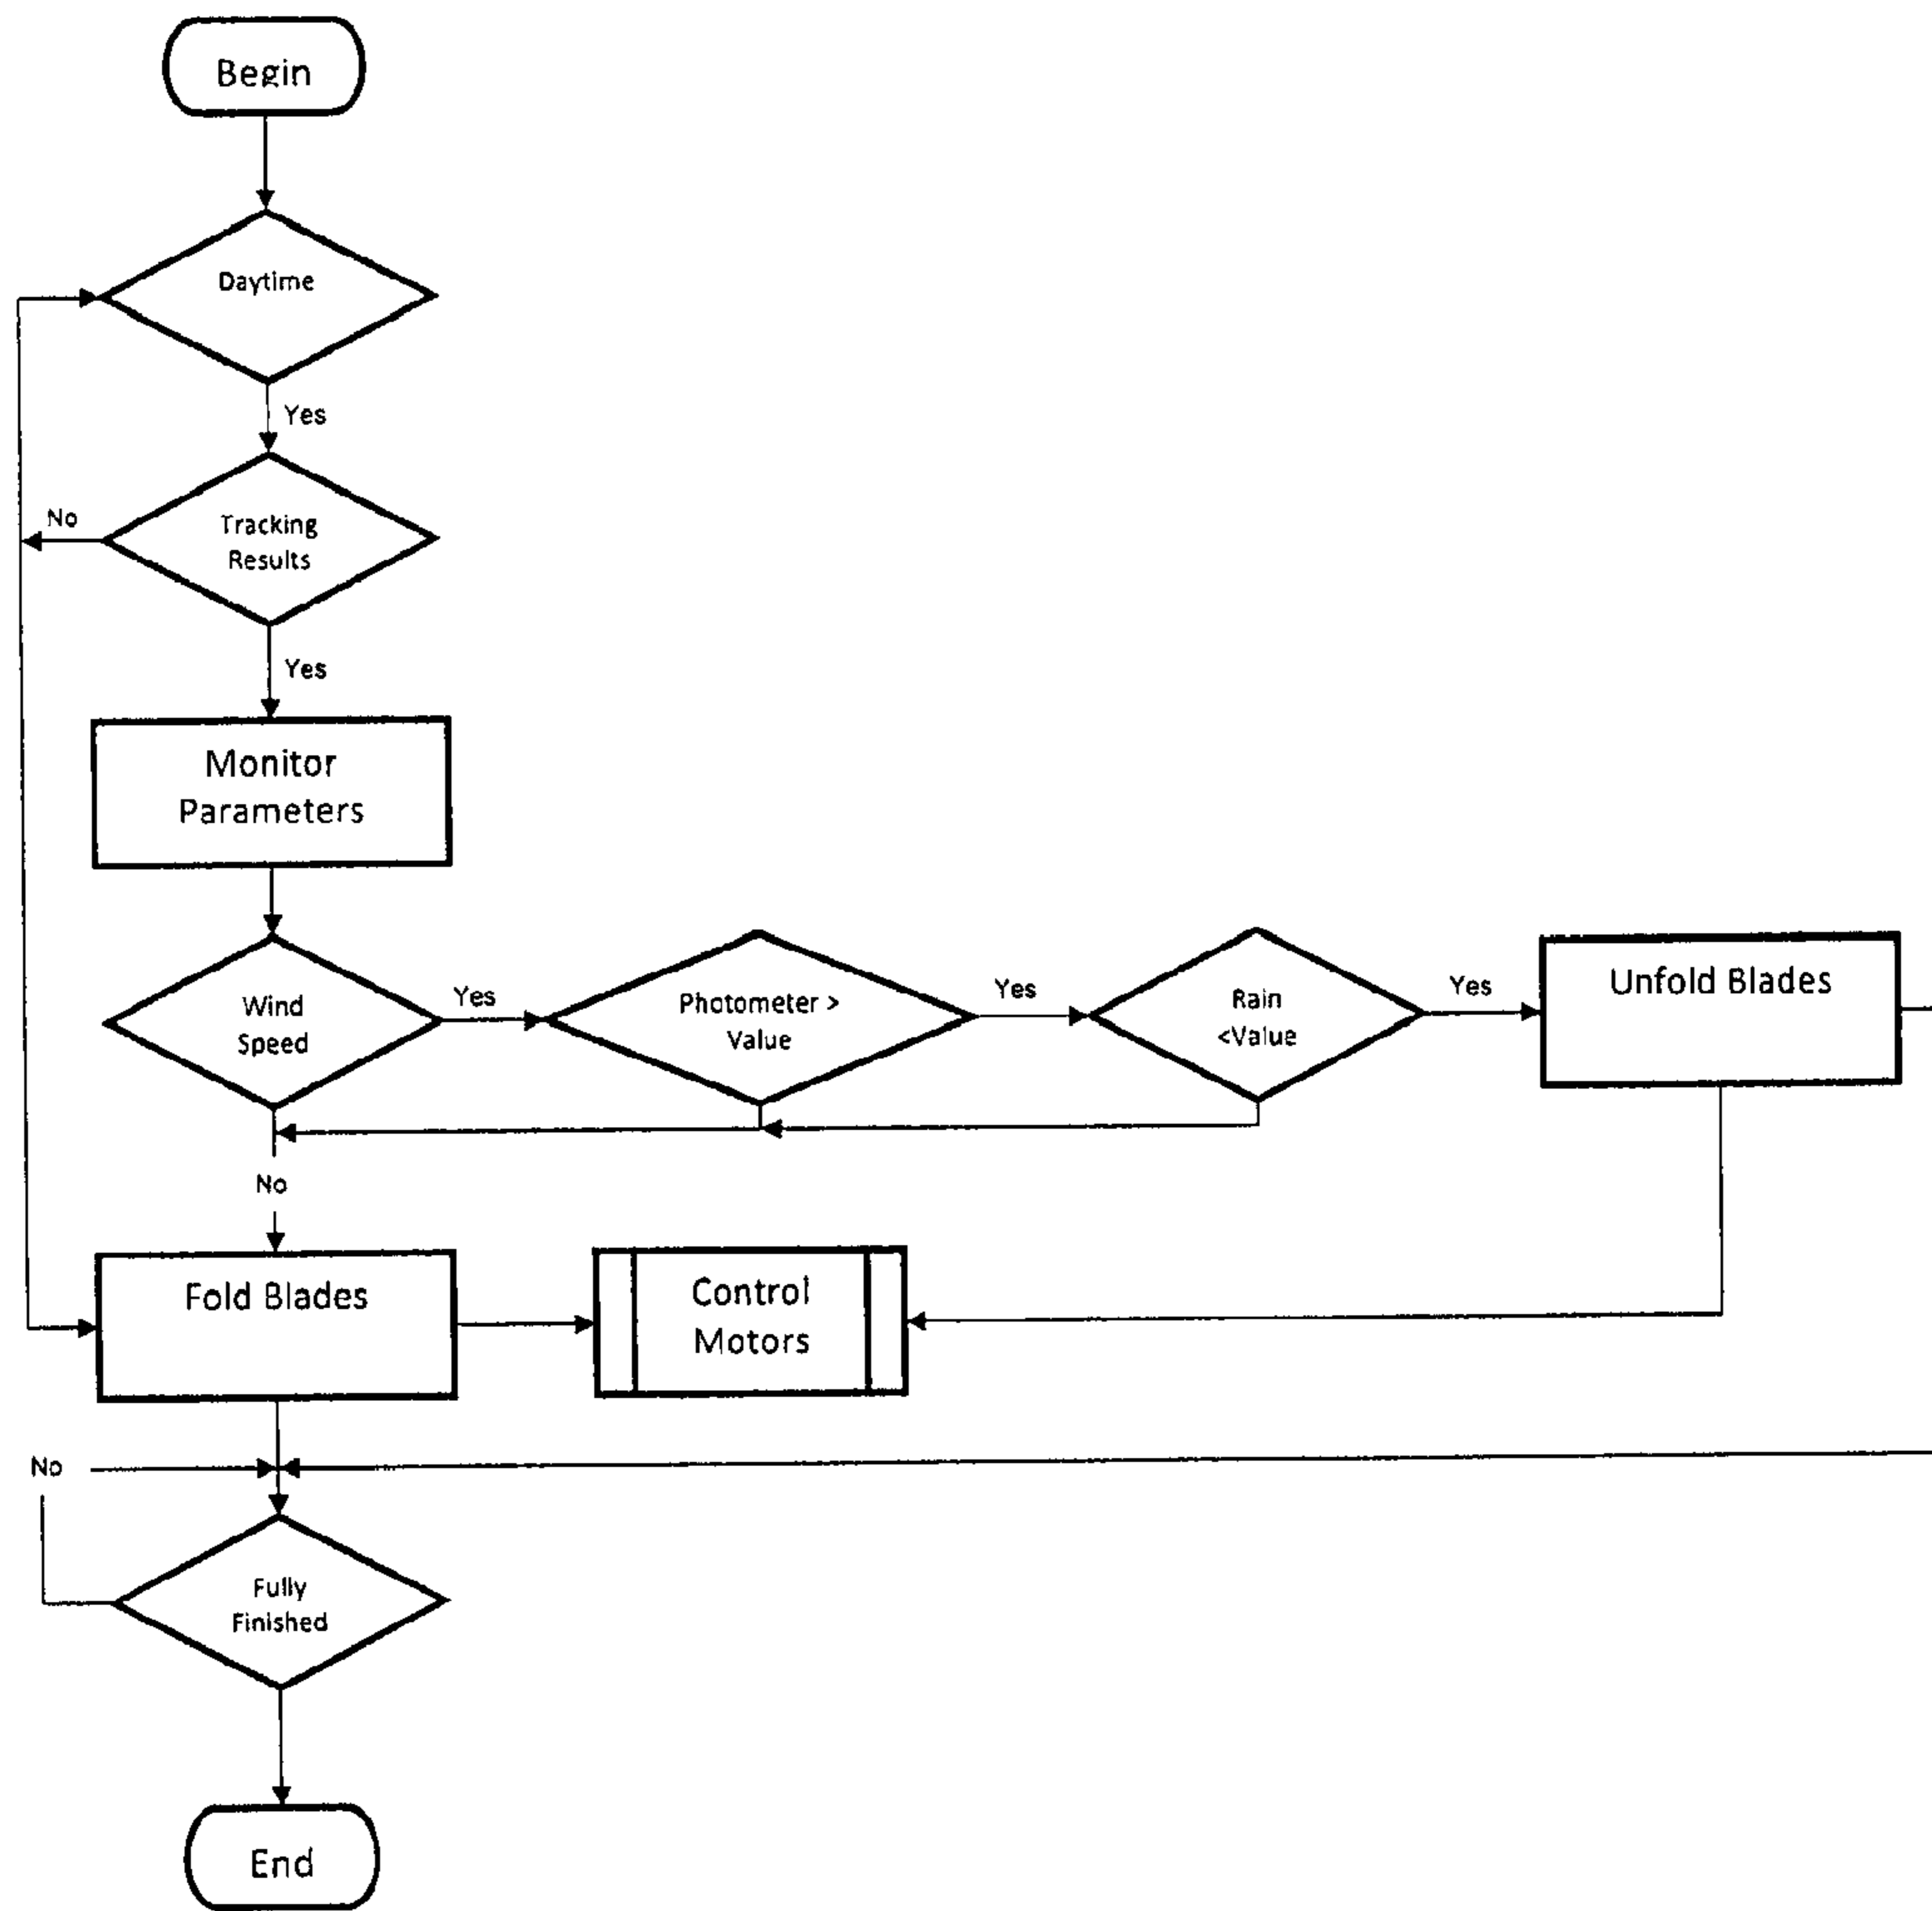 Begin
Daytime
Yes
Tracking
Results
No
Yes
Monitor
Parameters
Wind
Speed
Yes
Photometer >
Value
Yes
Rain
<Value
Yes
Unfold Blades
No
Fold Blades
Control
Motors
No
Fully
Finished
End